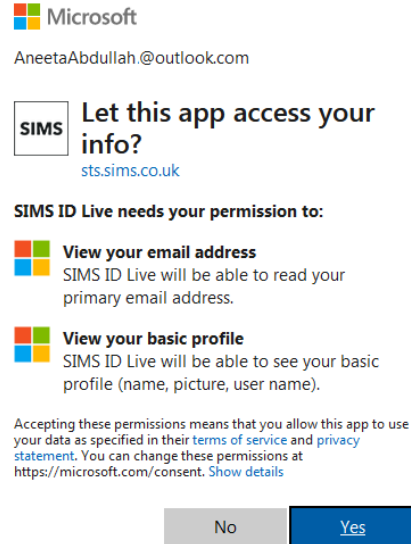 Microsoft
AneetaAbdullah.@outlook.com
SIMS
Let this app access your
info?
sts.sims.co.uk
SIMS ID Live needs your permission to:
View your email address
SIMS ID Live will be able to read your
primary email address.
View your basic profile
SIMS ID Live will be able to see your basic
profile (name, picture, user name).
Accepting these permissions means that you allow this app to use
your data as specified in their terms of service and privacy
statement. You can change these permissions at
https://microsoft.com/consent. Show details
No
Yes